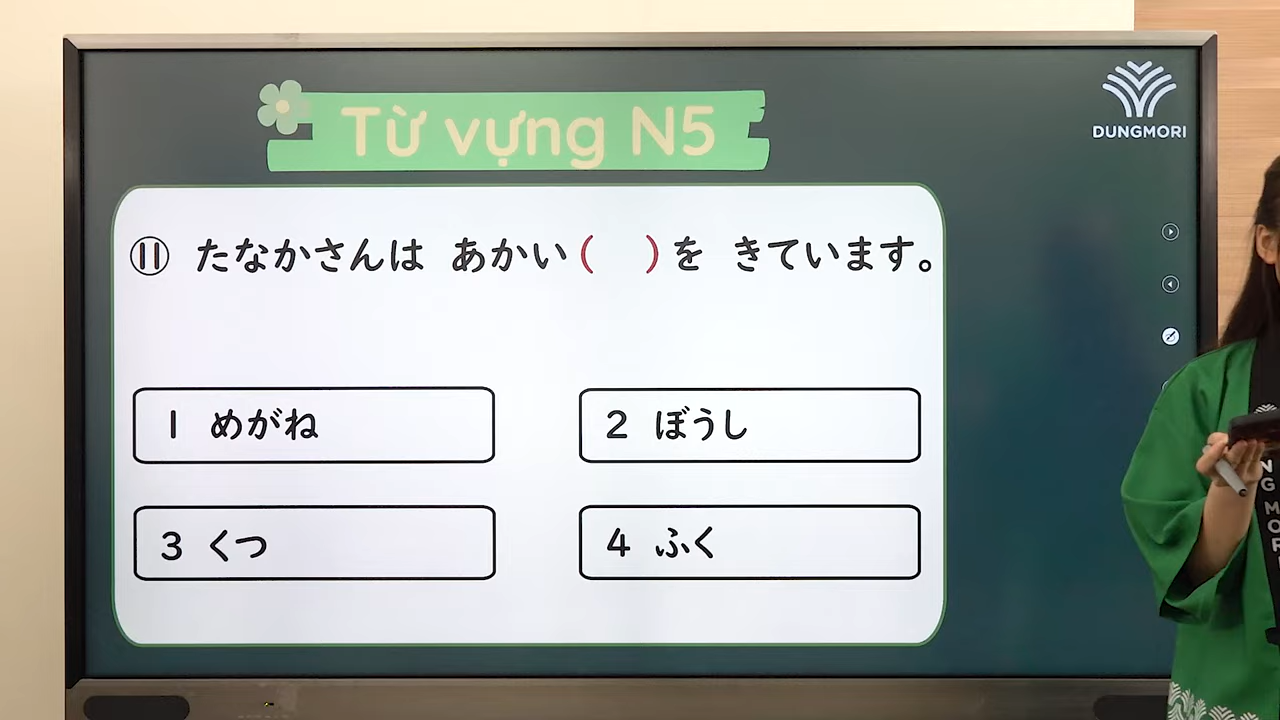 Từ vựng N5
DUNGMORI
⑪ たなかさんは あかい( )を きています。
1 めがね
2 ぼうし
3 くつ
4 ふく